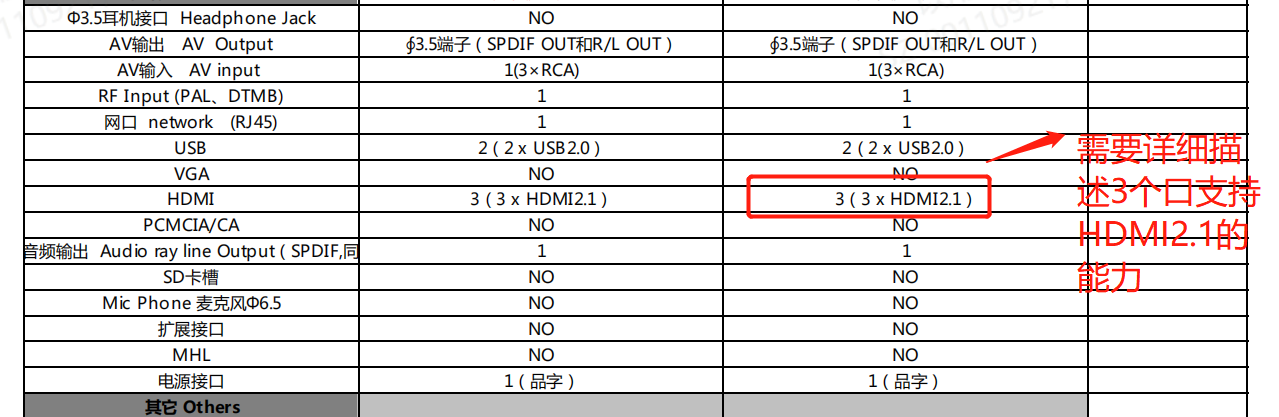 Φ3.5耳机接口 Headphone Jack NO NO
AV输出 AV Output ∮3.5端子（SPDIF OUT和R/L OUT） ∮3.5端子（SPDIF OUT和R/L OUT）
AV输入 AV input 1(3×RCA) 1(3×RCA)
RF Input (PAL、DTMB) 1 1
网口 network (RJ45) 1 1
USB 2（2 x USB2.0） 2（2 x USB2.0）
VGA NO NO
HDMI 3（3 x HDMI2.1） 3（3 x HDMI2.1）
PCMCIA/CA NO NO
音频输出 Audio ray line Output（SPDIF,同 1 1
SD卡槽 NO NO
Mic Phone 麦克风Φ6.5 NO NO
扩展接口 NO NO
MHL NO NO
电源接口 1（品字） 1（品字）
其它 Others
需要详细描
述3个口支持
HDMI2.1的
能力